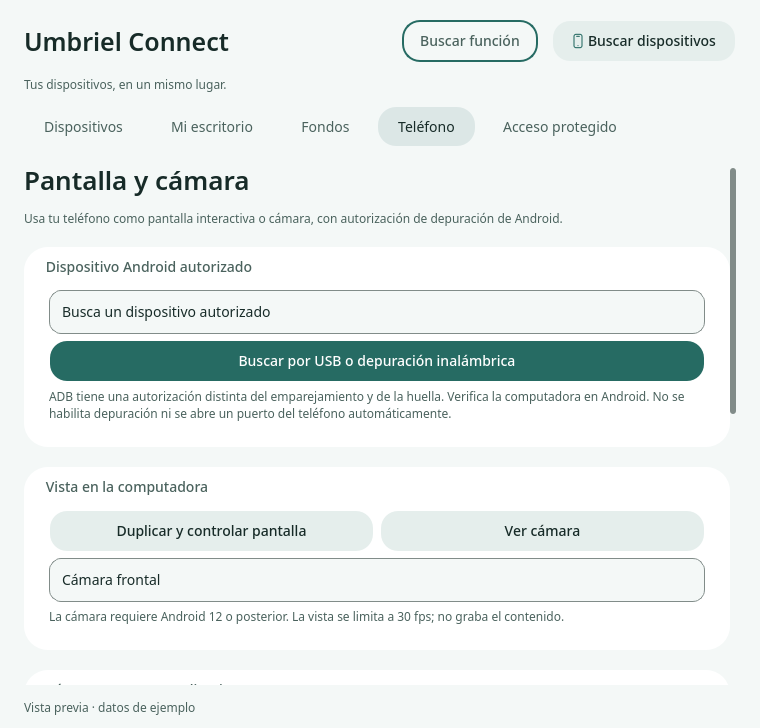 Umbriel Connect
Buscar función
Buscar dispositivos
Tus dispositivos, en un mismo lugar.
Dispositivos
Mi escritorio
Fondos
Teléfono
Acceso protegido
Pantalla y cámara
Usa tu teléfono como pantalla interactiva o cámara, con autorización de depuración de Android.
Dispositivo Android autorizado
Busca un dispositivo autorizado
Buscar por USB o depuración inalámbrica
ADB tiene una autorización distinta del emparejamiento y de la huella. Verifica la computadora en Android. No se
habilita depuración ni se abre un puerto del teléfono automáticamente.
Vista en la computadora
Duplicar y controlar pantalla
Ver cámara
Cámara frontal
La cámara requiere Android 12 o posterior. La vista se limita a 30 fps; no graba el contenido.
Vista previa · datos de ejemplo